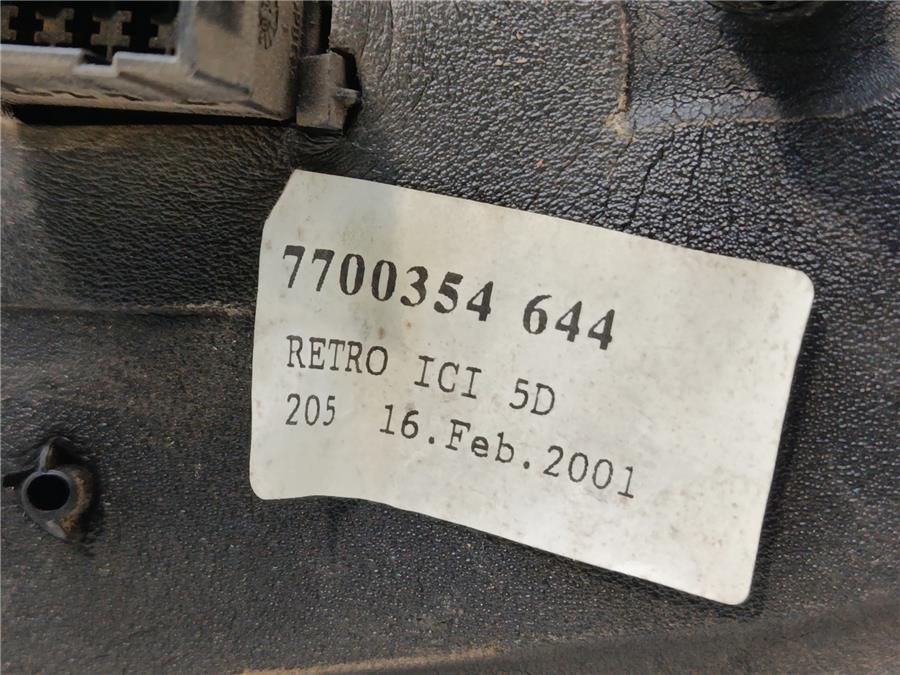 7700354 644
RETRO ICI 5D
205 16.Feb.2001